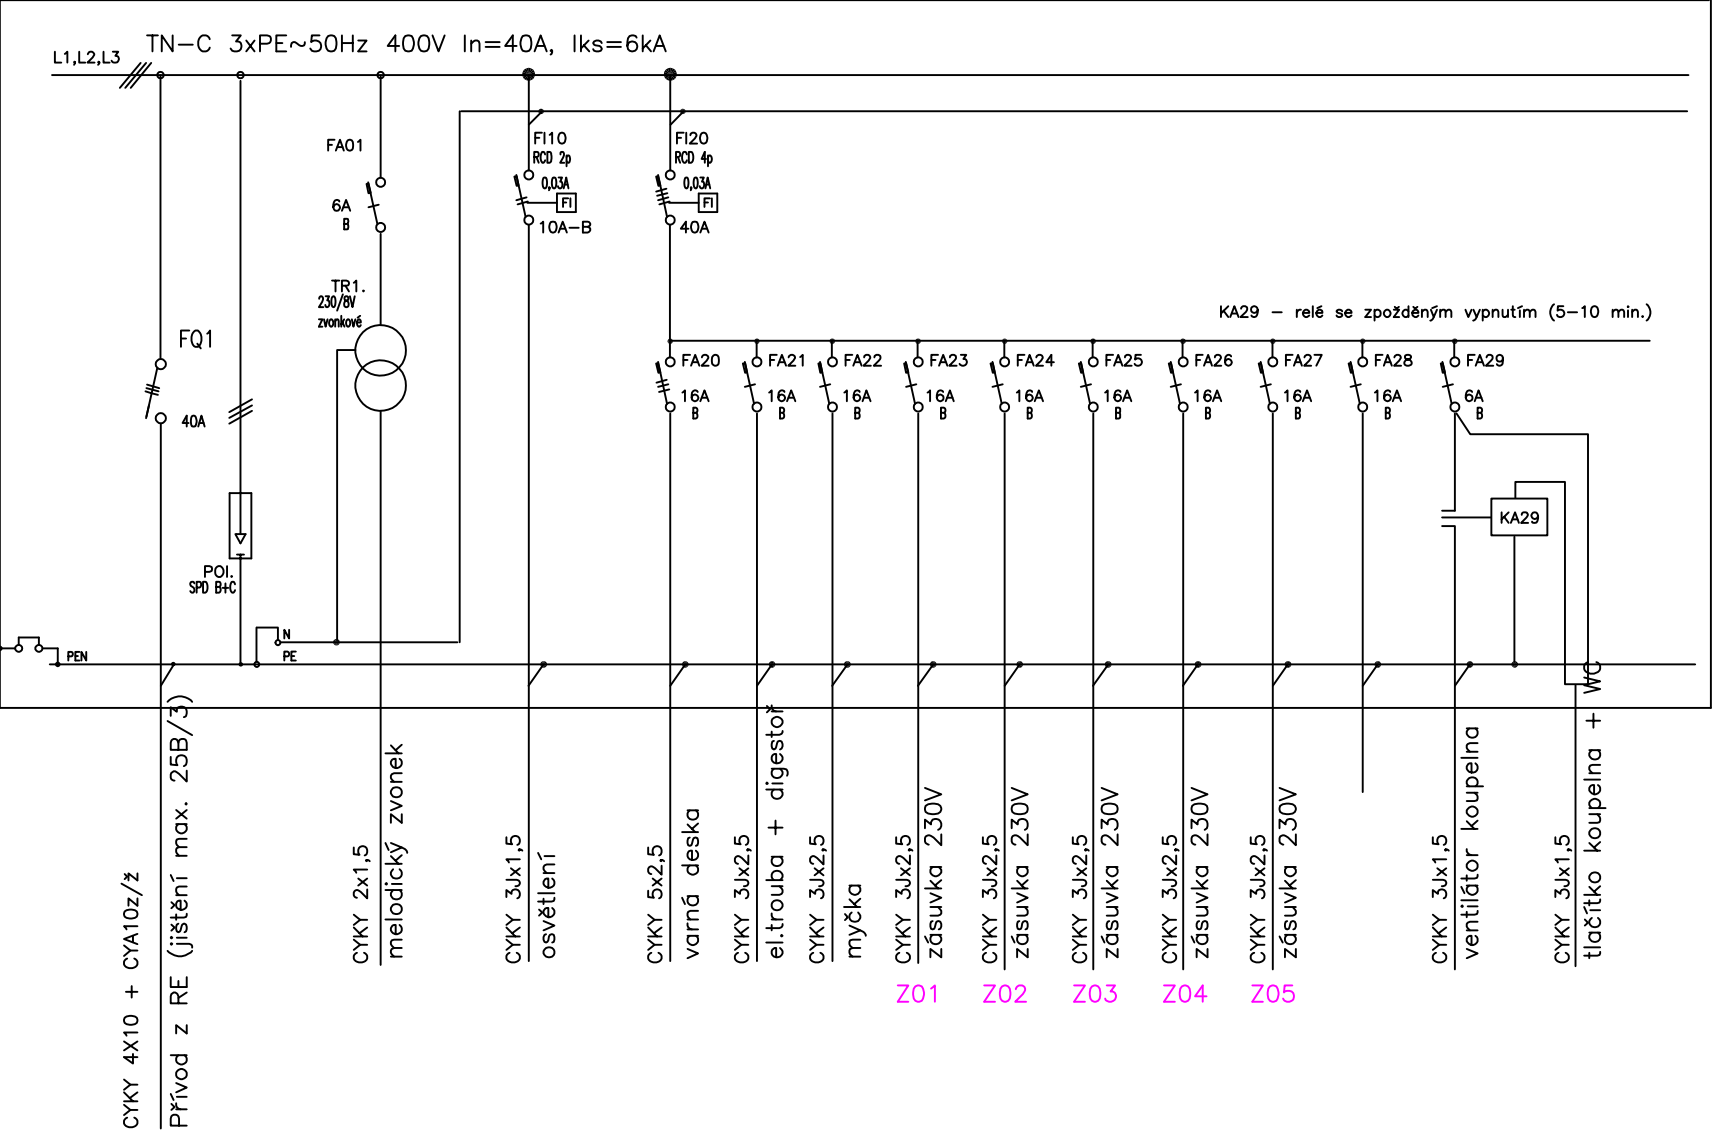 TN-C 3xPE~50Hz 400V In=40A, Iks=6kA
L1,L2,L3
FA01
6A
B
TR1.
230/8V
zvonkové
FI10
RCD 2p
0,03A
FI
10A-B
FI20
RCD 4p
0,03A
FI
40A
KA29 - relé se zpožděným vypnutím (5-10 min.)
FQ1
40A
FA20
16A
B
FA21
16A
B
FA22
16A
B
FA23
16A
B
FA24
16A
B
FA25
16A
B
FA26
16A
B
FA27
16A
B
FA28
16A
B
FA29
6A
B
KA29
POI.
SPD B+C
N
PEN
PE
CYKY 4X10 + CYA10z/ž
Přívod z RE (jištění max. 25B/3)
CYKY 2x1,5
melodický zvonek
CYKY 3Jx1,5
osvětlení
CYKY 5x2,5
varná deska
CYKY 3Jx2,5
el.trouba + digestoř
CYKY 3Jx2,5
myčka
CYKY 3Jx2,5
zásuvka 230V
CYKY 3Jx2,5
zásuvka 230V
CYKY 3Jx2,5
zásuvka 230V
CYKY 3Jx2,5
zásuvka 230V
CYKY 3Jx2,5
zásuvka 230V
CYKY 3Jx1,5
ventilátor koupelna
CYKY 3Jx1,5
tlačítko koupelna + WC
Z01
Z02
Z03
Z04
Z05